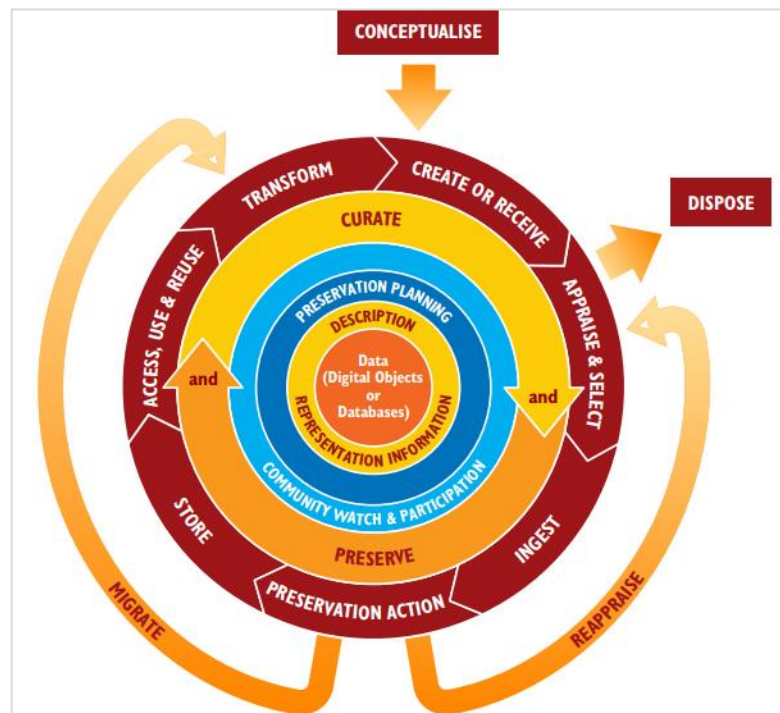 CONCEPTUALISE
TRANSFORM
CREATE OR RECEIVE
DISPOSE
CURATE
ACCESS, USE & REUSE
APPRAISE & SELECT
PRESERVATION PLANNING
DESCRIPTION
Data
(Digital Objects
or
Databases)
and
and
REPRESENTATION INFORMATION
COMMUNITY WATCH & PARTICIPATION
STORE
INGEST
PRESERVE
PRESERVATION ACTION
MIGRATE
REAPPRAISE